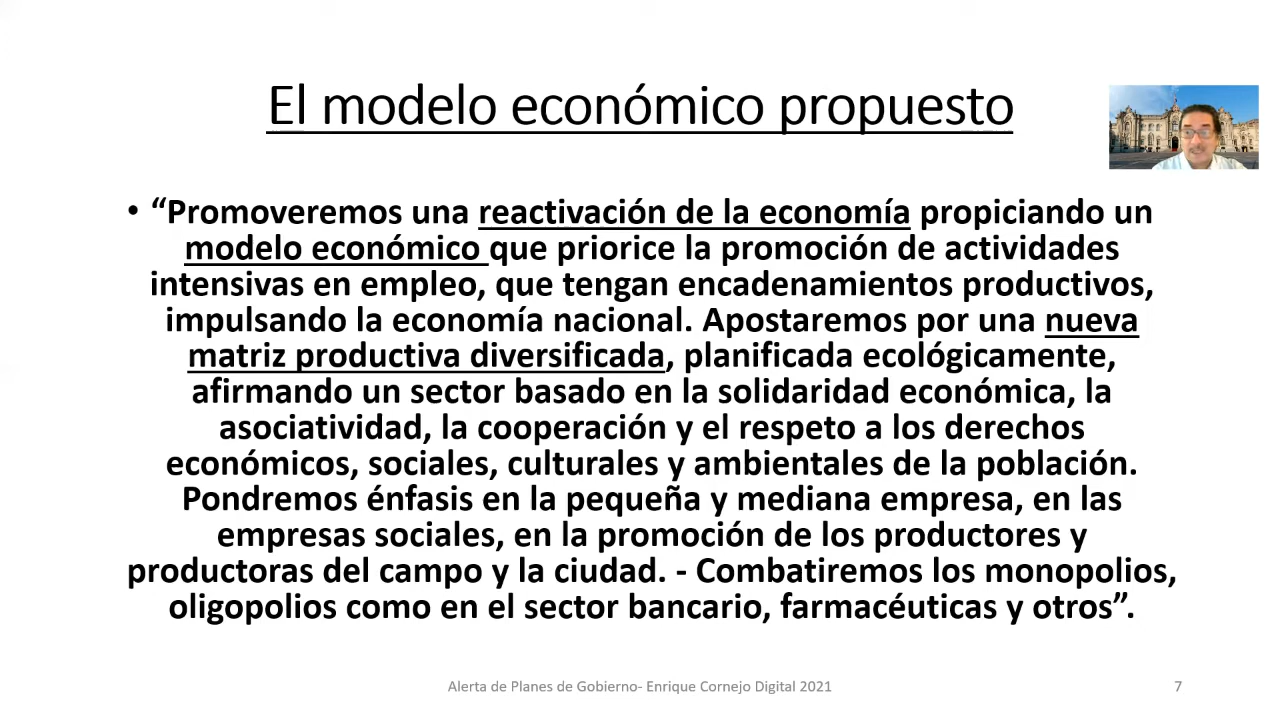 El modelo económico propuesto
• “Promoveremos una reactivación de la economía propiciando un
modelo económico que priorice la promoción de actividades
intensivas en empleo, que tengan encadenamientos productivos,
impulsando la economía nacional. Apostaremos por una nueva
matriz productiva diversificada, planificada ecológicamente,
afirmando un sector basado en la solidaridad económica, la
asociatividad, la cooperación y el respeto a los derechos
económicos, sociales, culturales y ambientales de la población.
Pondremos énfasis en la pequeña y mediana empresa, en las
empresas sociales, en la promoción de los productores y
productoras del campo y la ciudad. - Combatiremos los monopolios,
oligopolios como en el sector bancario, farmacéuticas y otros”.
Alerta de Planes de Gobierno- Enrique Cornejo Digital 2021
7